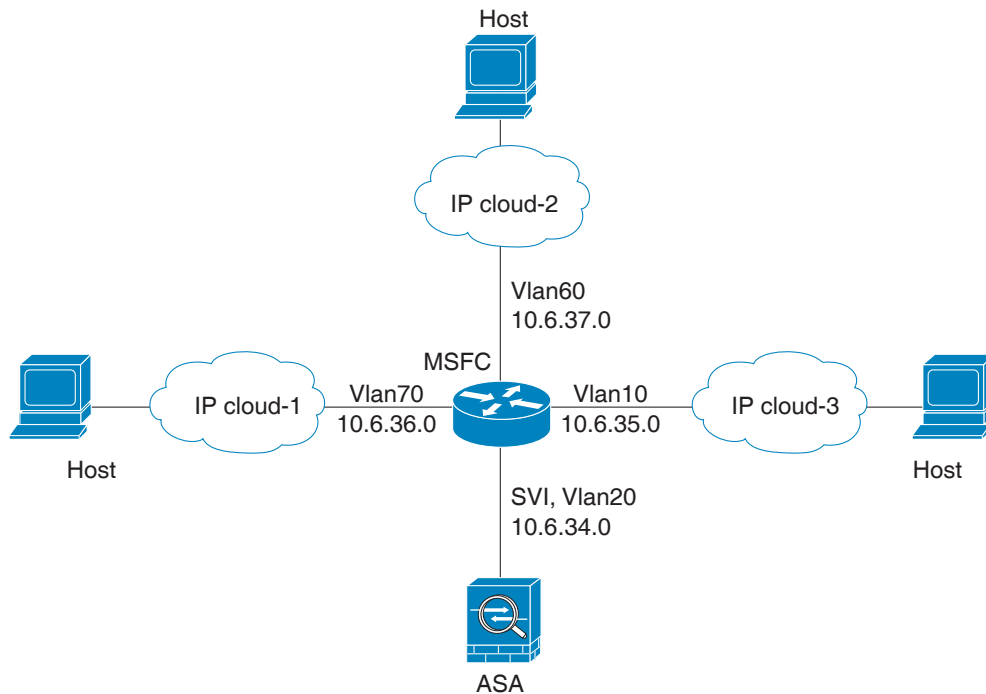 Host
IP cloud-2
Vlan60
10.6.37.0
MSFC
IP cloud-1
Vlan70
10.6.36.0
Vlan10
10.6.35.0
IP cloud-3
Host
Host
SVI, Vlan20
10.6.34.0
ASA